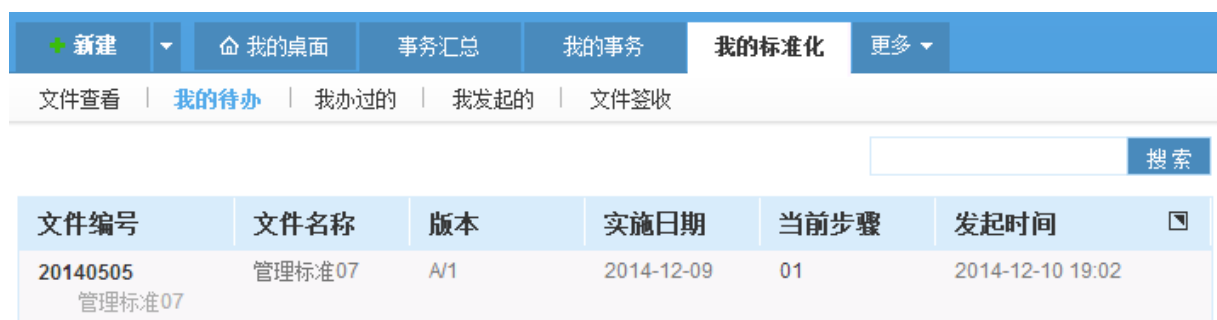 新建 我的桌面 事务汇总 我的事务 我的标准化 更多
文件查看 我的待办 我办过的 我发起的 文件签收
搜索
文件编号 文件名称 版本 实施日期 当前步骤 发起时间
20140505 管理标准07 A/1 2014-12-09 01 2014-12-10 19:02
管理标准07